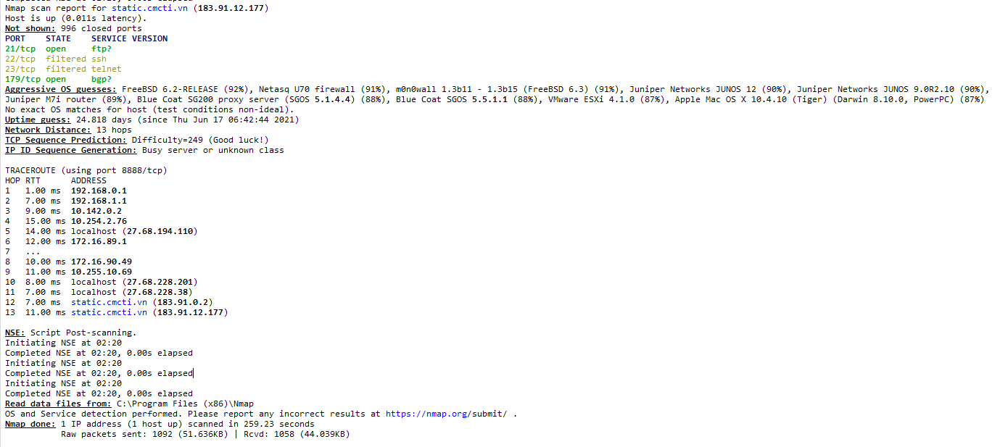 Nmap scan report for static.cmcti.vn (183.91.12.177)
Host is up (0.011s latency).
Not shown: 996 closed ports
PORT    STATE    SERVICE VERSION
21/tcp  open     ftp?
22/tcp  filtered ssh
23/tcp  filtered telnet
179/tcp open     bgp?
Aggressive OS guesses: FreeBSD 6.2-RELEASE (92%), Netasq U70 firewall (91%), m0n0wall 1.3b11 - 1.3b15 (FreeBSD 6.3) (91%), Juniper Networks JUNOS 12 (90%), Juniper Networks JUNOS 9.0R2.10 (90%),
Juniper M7i router (89%), Blue Coat SG200 proxy server (SGOS 5.1.4.4) (88%), Blue Coat SGOS 5.5.1.1 (88%), VMware ESXi 4.1.0 (87%), Apple Mac OS X 10.4.10 (Tiger) (Darwin 8.10.0, PowerPC) (87%)
No exact OS matches for host (test conditions non-ideal).
Uptime guess: 24.818 days (since Thu Jun 17 06:42:44 2021)
Network Distance: 13 hops
TCP Sequence Prediction: Difficulty=249 (Good luck!)
IP ID Sequence Generation: Busy server or unknown class
TRACEROUTE (using port 8888/tcp)
HOP RTT      ADDRESS
1   1.00 ms  192.168.0.1
2   7.00 ms  192.168.1.1
3   9.00 ms  10.142.0.2
4   15.00 ms 10.254.2.76
5   14.00 ms localhost (27.68.194.110)
6   12.00 ms 172.16.89.1
7   ...
8   10.00 ms 172.16.90.49
9   11.00 ms 10.255.10.69
10  8.00 ms  localhost (27.68.228.201)
11  7.00 ms  localhost (27.68.228.38)
12  7.00 ms  static.cmcti.vn (183.91.0.2)
13  11.00 ms static.cmcti.vn (183.91.12.177)
NSE: Script Post-scanning.
Initiating NSE at 02:20
Completed NSE at 02:20, 0.00s elapsed
Initiating NSE at 02:20
Completed NSE at 02:20, 0.00s elapsed
Initiating NSE at 02:20
Completed NSE at 02:20, 0.00s elapsed
Read data files from: C:\Program Files (x86)\Nmap
OS and Service detection performed. Please report any incorrect results at https://nmap.org/submit/ .
Nmap done: 1 IP address (1 host up) scanned in 259.23 seconds
Raw packets sent: 1092 (51.636KB) | Rcvd: 1058 (44.039KB)